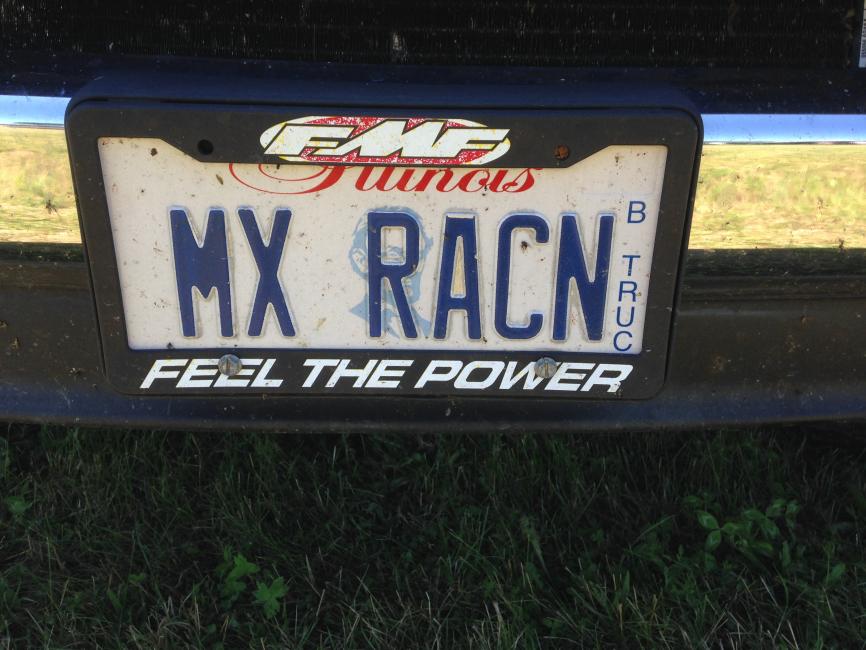 FMF
Illinois
MX RACN
B TRUC
FEEL THE POWER